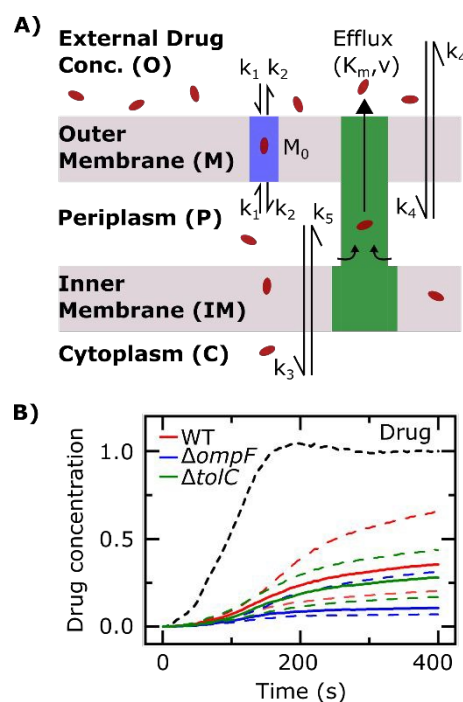 A)
External Drug
Conc. (O)
Efflux
(Kₘ,v)
k₄
k₁ k₂
Outer
Membrane (M)
M₀
k₁ k₂
Periplasm (P)
k₅
k₄
Inner
Membrane (IM)
Cytoplasm (C)
k₃
B)
Drug concentration
1.0
0.5
0.0
WT
ΔompF
ΔtolC
Drug
0 200 400
Time (s)